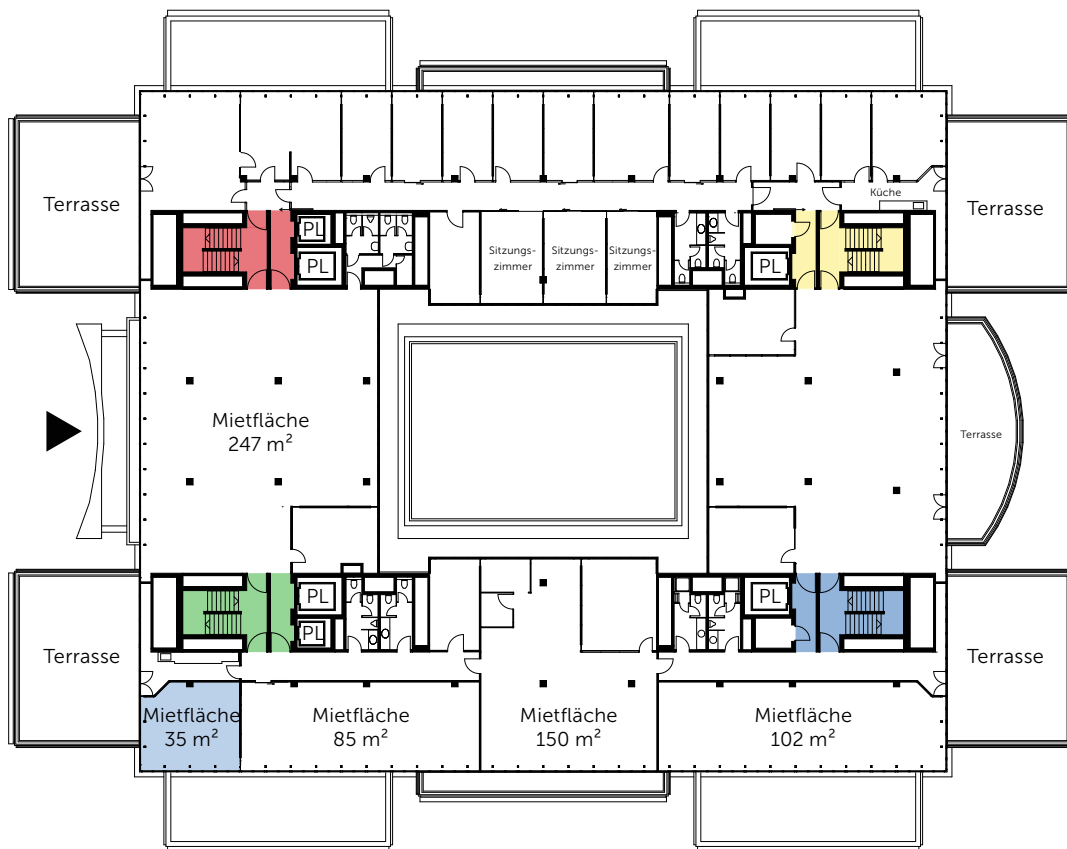 Küche
Terrasse
Terrasse
PL
PL
PL
Sitzungs-
zimmer
Sitzungs-
zimmer
Sitzungs-
zimmer
Mietfläche
247 m²
Terrasse
PL
PL
PL
Terrasse
Terrasse
Mietfläche
35 m²
Mietfläche
85 m²
Mietfläche
150 m²
Mietfläche
102 m²